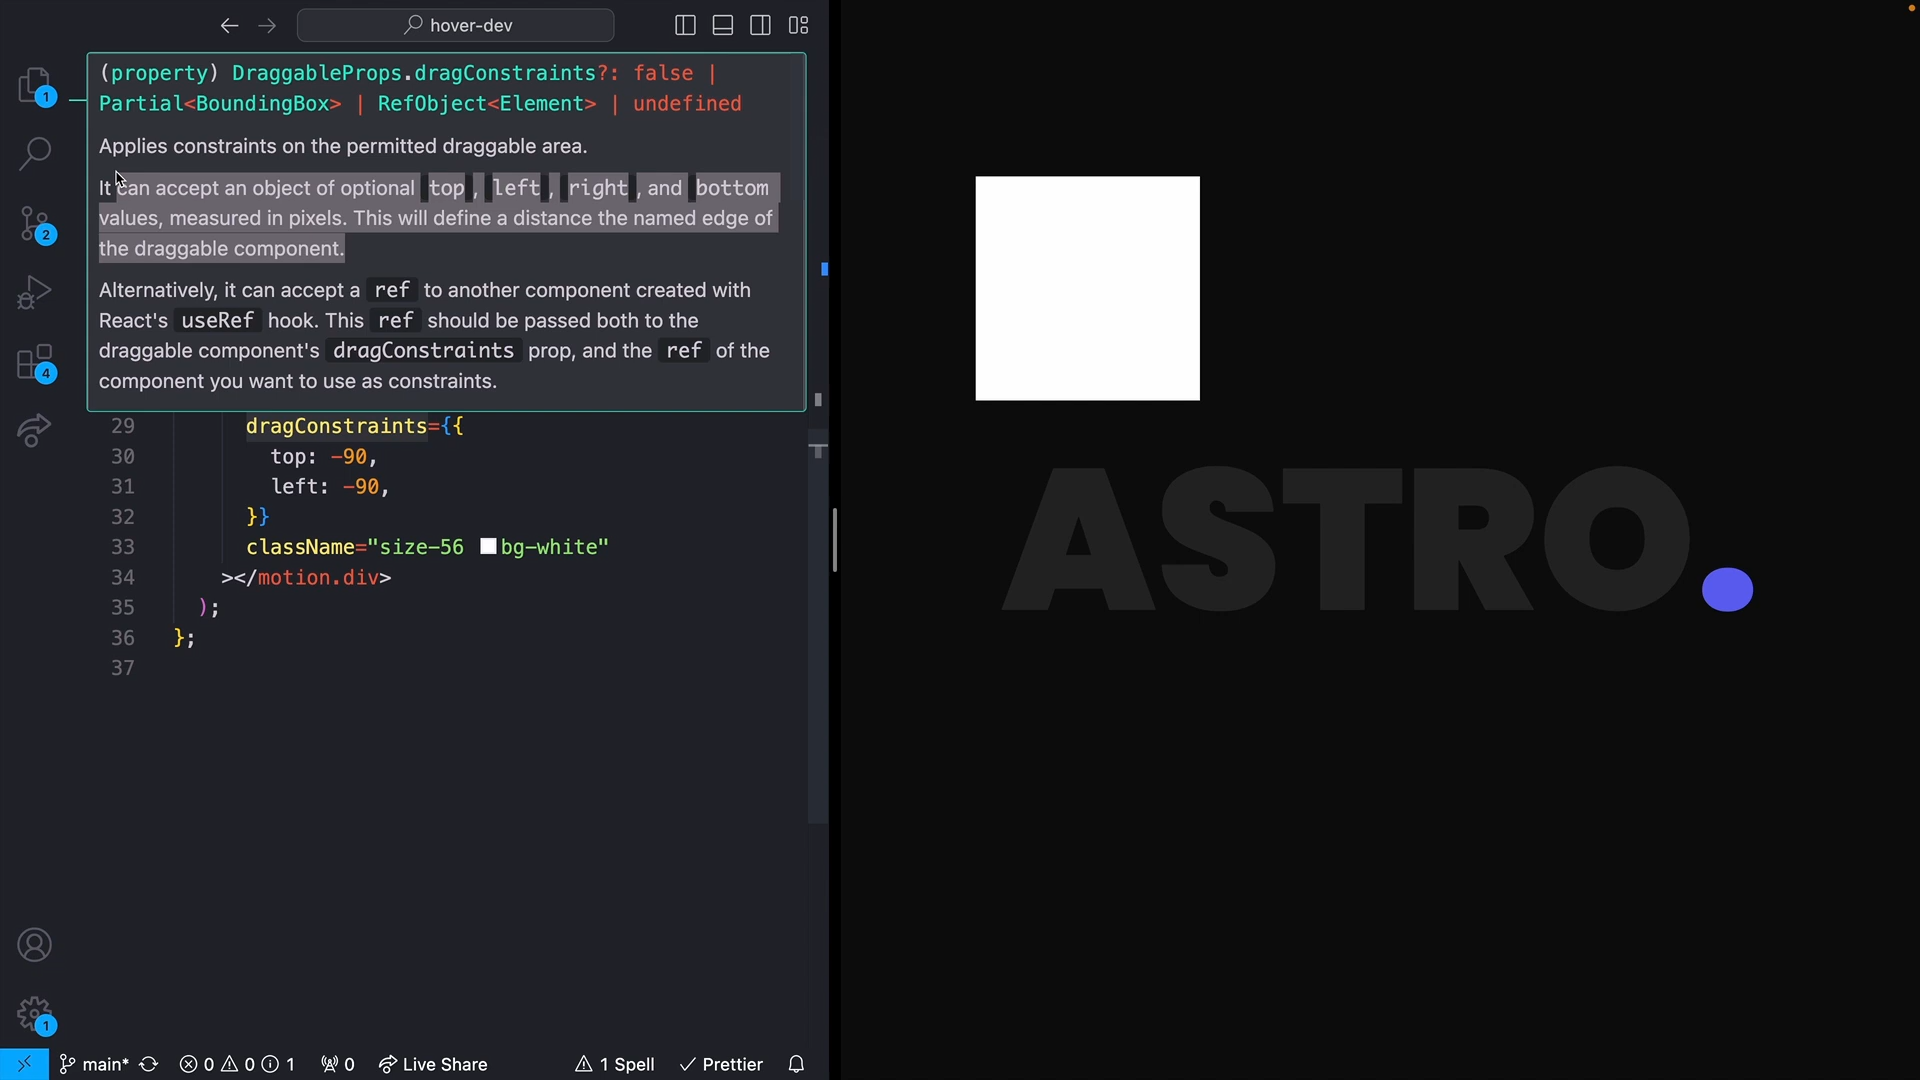 hover-dev
(property) DraggableProps.dragConstraints?: false |
Partial<BoundingBox> | RefObject<Element> | undefined
Applies constraints on the permitted draggable area.
It can accept an object of optional top, left, right, and bottom
values, measured in pixels. This will define a distance the named edge of
the draggable component.
Alternatively, it can accept a ref to another component created with
React's useRef hook. This ref should be passed both to the
draggable component's dragConstraints prop, and the ref of the
component you want to use as constraints.
1
2
4
29 dragConstraints={{
30 top: -90,
31 left: -90,
32 }}
33 className="size-56 bg-white"
34 ></motion.div>
35 );
36 };
37
1
main* 0 0 1 0 Live Share 1 Spell Prettier
ASTRO.